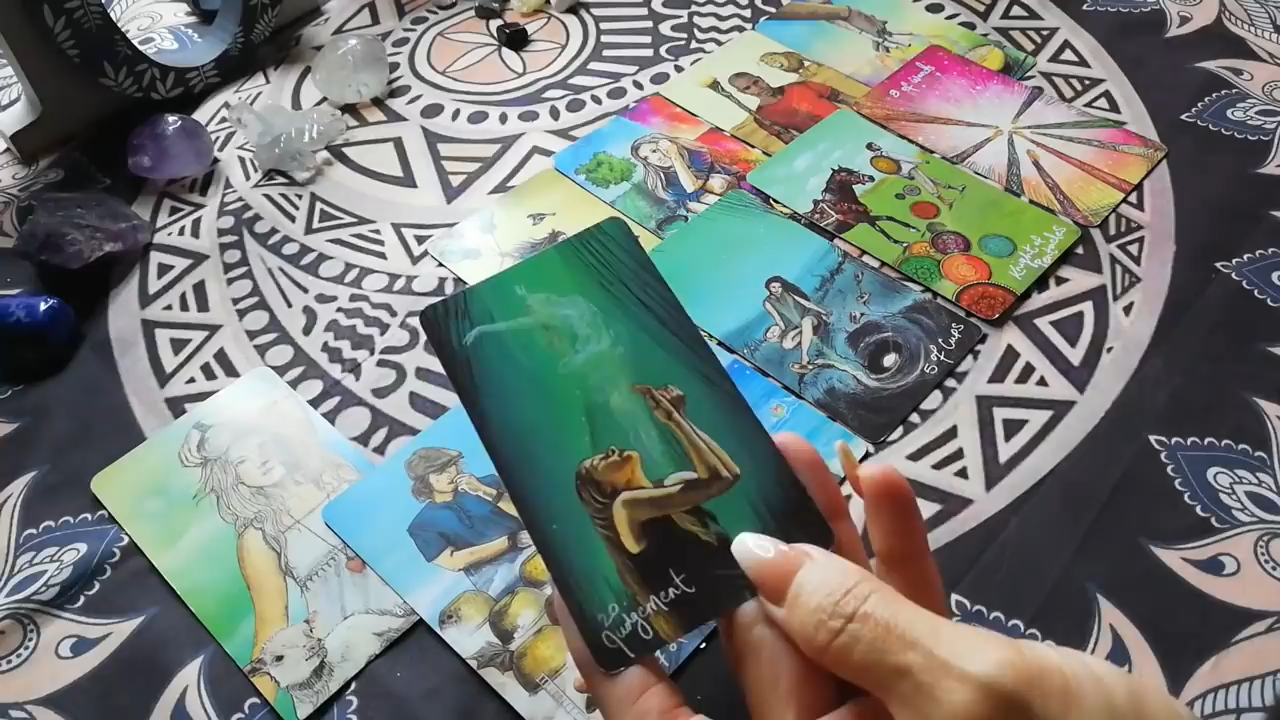 8 of Wands
Knight of
Pentacles
5 of Cups
20
Judgement